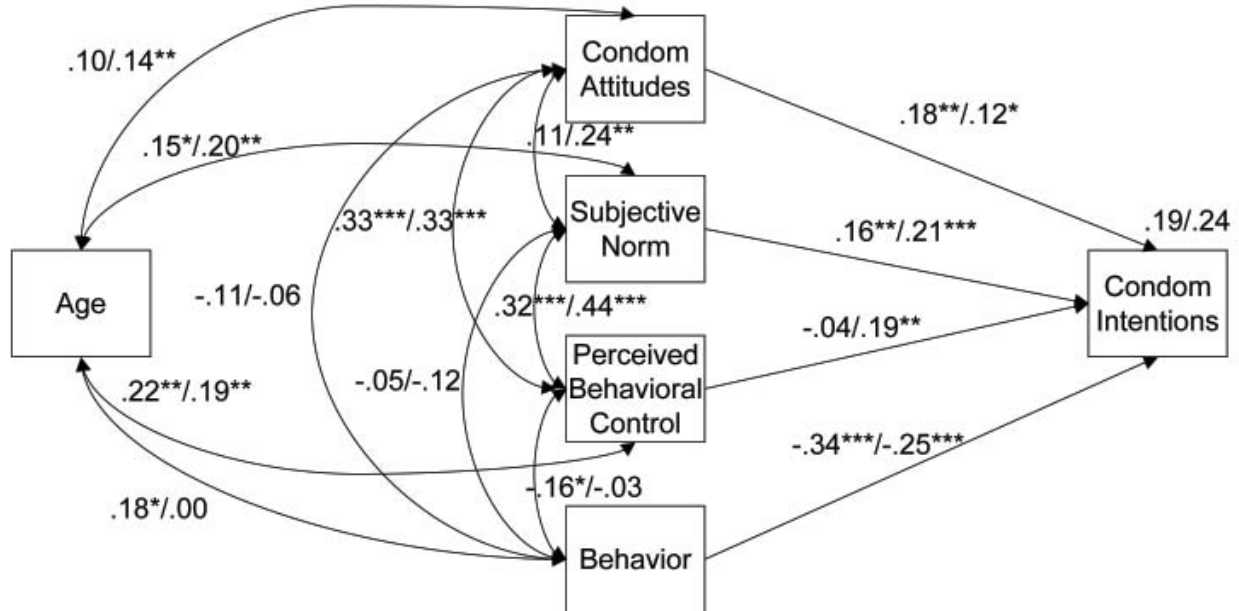 .10/.14**
Condom
Attitudes
.18**/.12*
.11/.24**
.15*/.20**
Subjective
Norm
.33***/.33***
.16**/.21***
.19/.24
Age
-.11/-.06
.32***/.44***
Condom
Intentions
-.04/.19**
Perceived
Behavioral
Control
.22**/.19**
-.05/-.12
-.34***/-.25***
-.16*/-.03
.18*/.00
Behavior